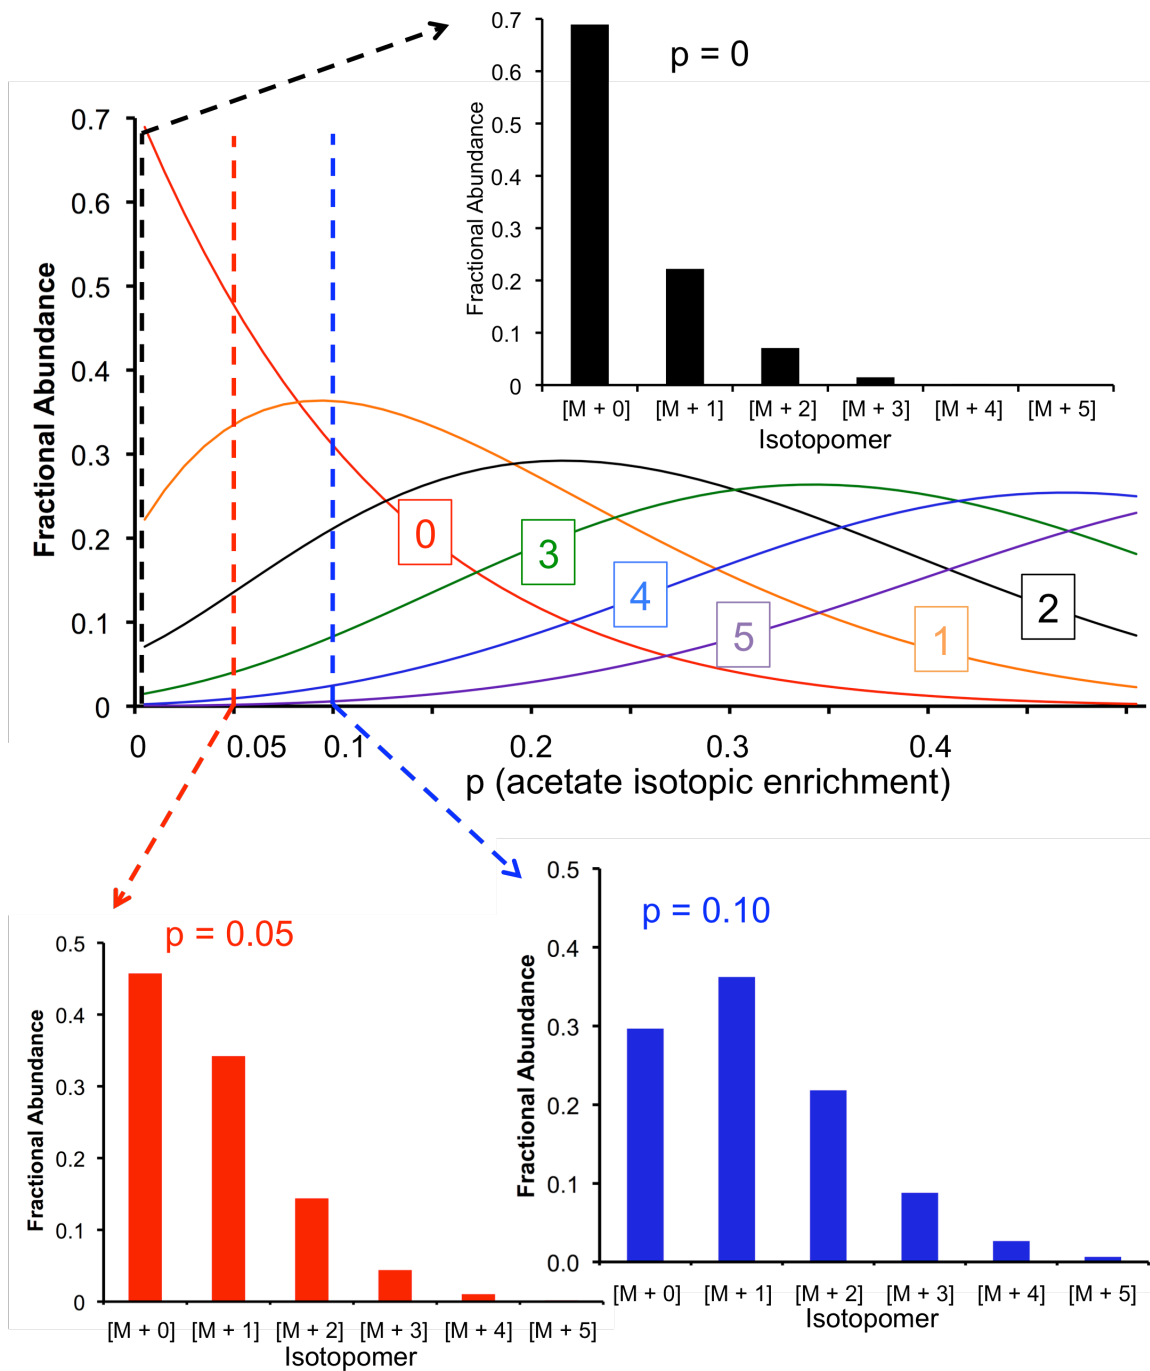 0.7
0.6
0.5
0.4
0.3
0.2
0.1
0
Fractional Abundance
p = 0
[M + 0] [M + 1] [M + 2] [M + 3] [M + 4] [M + 5]
Isotopomer
0.7
0.6
0.5
0.4
0.3
0.2
0.1
0
Fractional Abundance
0
3
4
5
1
2
0 0.05 0.1 0.2 0.3 0.4
p (acetate isotopic enrichment)
p = 0.05
0.5
0.4
0.3
0.2
0.1
0
Fractional Abundance
[M + 0] [M + 1] [M + 2] [M + 3] [M + 4] [M + 5]
Isotopomer
p = 0.10
0.5
0.4
0.3
0.2
0.1
0.0
Fractional Abundance
[M + 0] [M + 1] [M + 2] [M + 3] [M + 4] [M + 5]
Isotopomer